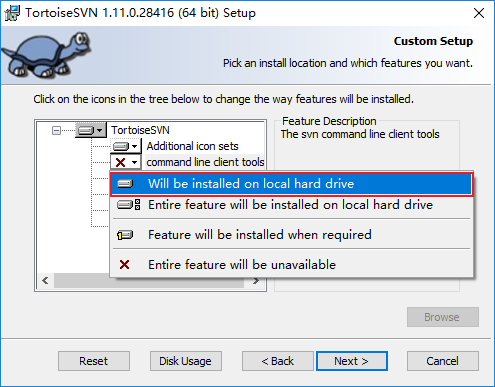 TortoiseSVN 1.11.0.28416 (64 bit) Setup
Custom Setup
Pick an install location and which features you want.
Click on the icons in the tree below to change the way features will be installed.
TortoiseSVN
Additional icon sets
command line client tools
Feature Description
The svn command line client tools
Will be installed on local hard drive
Entire feature will be installed on local hard drive
Feature will be installed when required
Entire feature will be unavailable
Browse
Reset
Disk Usage
< Back
Next >
Cancel